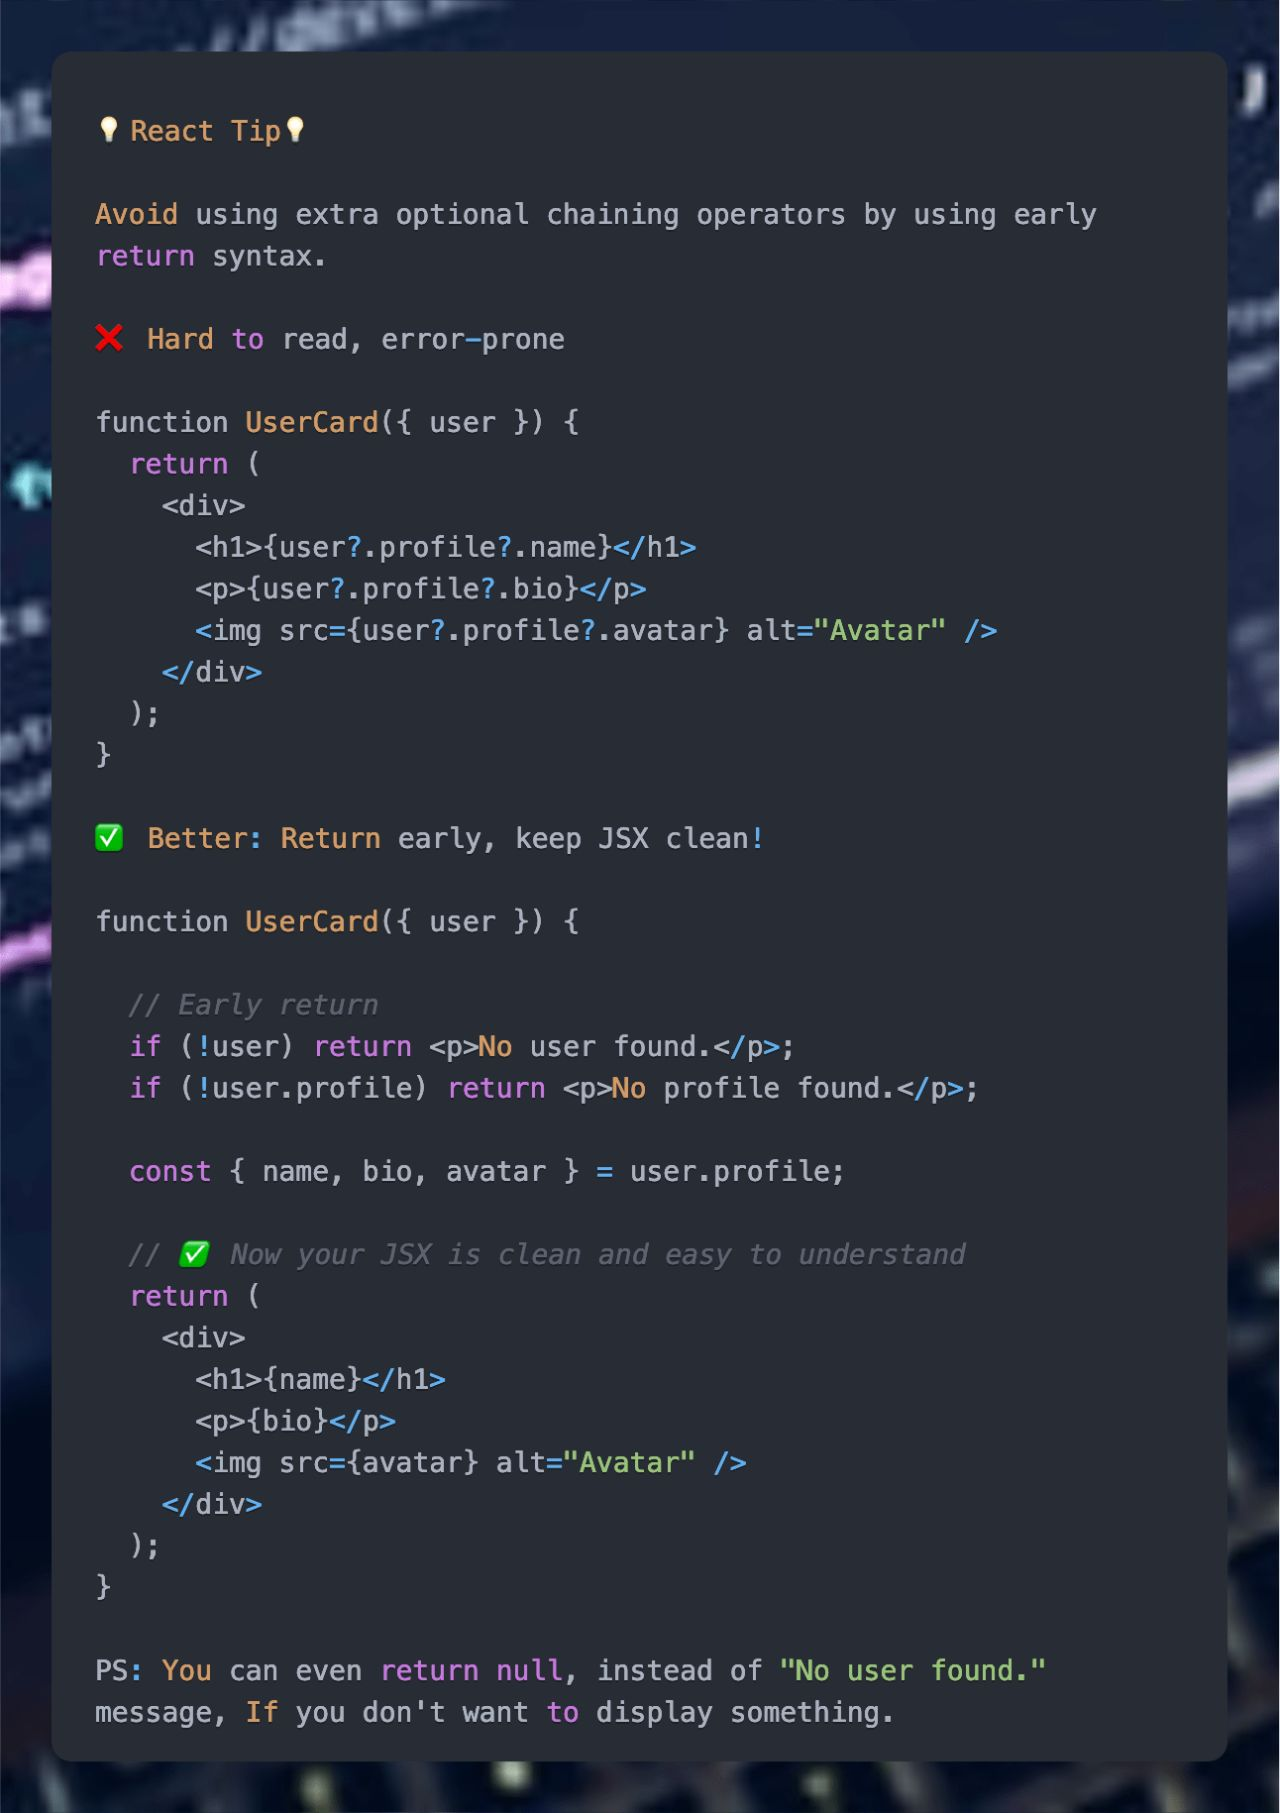 💡React Tip💡
Avoid using extra optional chaining operators by using early
return syntax.
❌ Hard to read, error-prone
function UserCard({ user }) {
  return (
    <div>
      <h1>{user?.profile?.name}</h1>
      <p>{user?.profile?.bio}</p>
      <img src={user?.profile?.avatar} alt="Avatar" />
    </div>
  );
}
✅ Better: Return early, keep JSX clean!
function UserCard({ user }) {
  // Early return
  if (!user) return <p>No user found.</p>;
  if (!user.profile) return <p>No profile found.</p>;
  const { name, bio, avatar } = user.profile;
  // ✅ Now your JSX is clean and easy to understand
  return (
    <div>
      <h1>{name}</h1>
      <p>{bio}</p>
      <img src={avatar} alt="Avatar" />
    </div>
  );
}
PS: You can even return null, instead of "No user found."
message, If you don't want to display something.